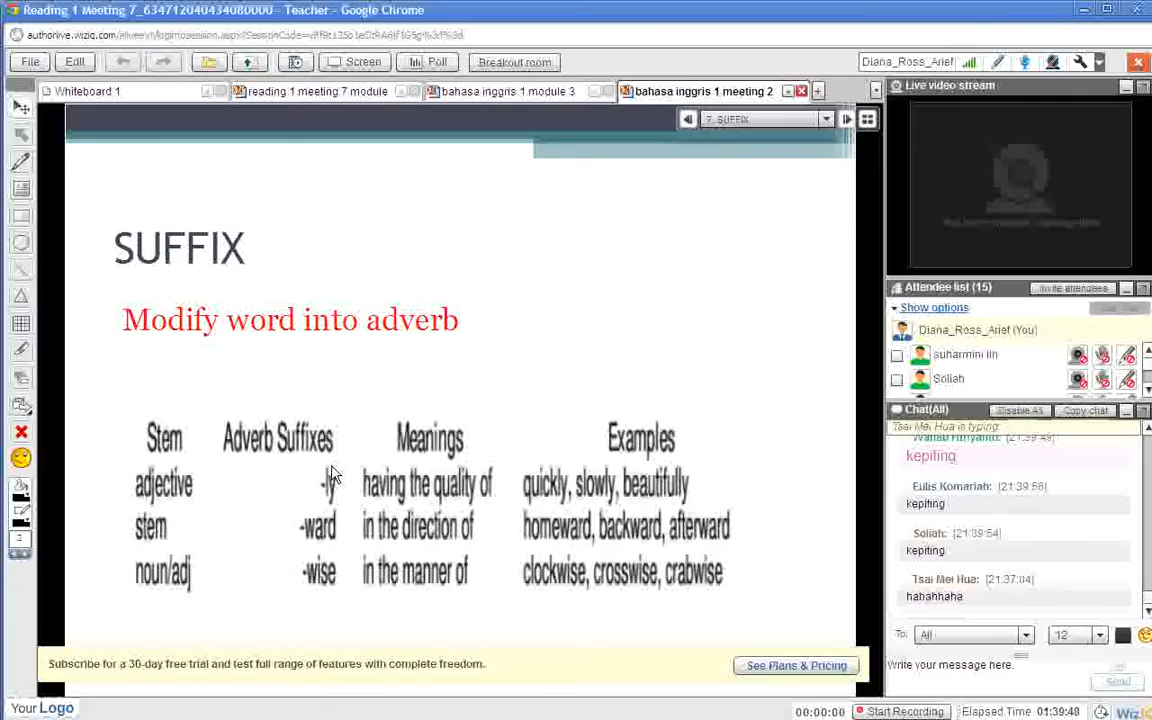 Reading 1 Meeting 7_634712040434080000 - Teacher - Google Chrome
File Edit Screen Poll Breakout room Diana_Ross_Arief
Whiteboard 1 reading 1 meeting 7 module bahasa inggris 1 module 3 bahasa inggris 1 meeting 2
Live video stream
7. SUFFIX
SUFFIX
Modify word into adverb
Stem Adverb Suffixes Meanings Examples
adjective -ly having the quality of quickly, slowly, beautifully
stem -ward in the direction of homeward, backward, afterward
noun/adj -wise in the manner of clockwise, crosswise, crabwise
Attendee list (15) Invite attendees
Show options
Diana_Ross_Arief (You)
suharmini lin
Soliah
Chat(All) Disable All Copy chat
Tsai Mei Hua is typing:
kepiting
Euis Komariah: [21:39:56]
kepiting
Soliah: [21:39:54]
kepiting
Tsai Mei Hua: [21:37:04]
hahahhaha
To: All 12
Write your message here.
Send
Subscribe for a 30-day free trial and test full range of features with complete freedom. See Plans & Pricing
Your Logo 00:00:00 Start Recording Elapsed Time 01:39:48